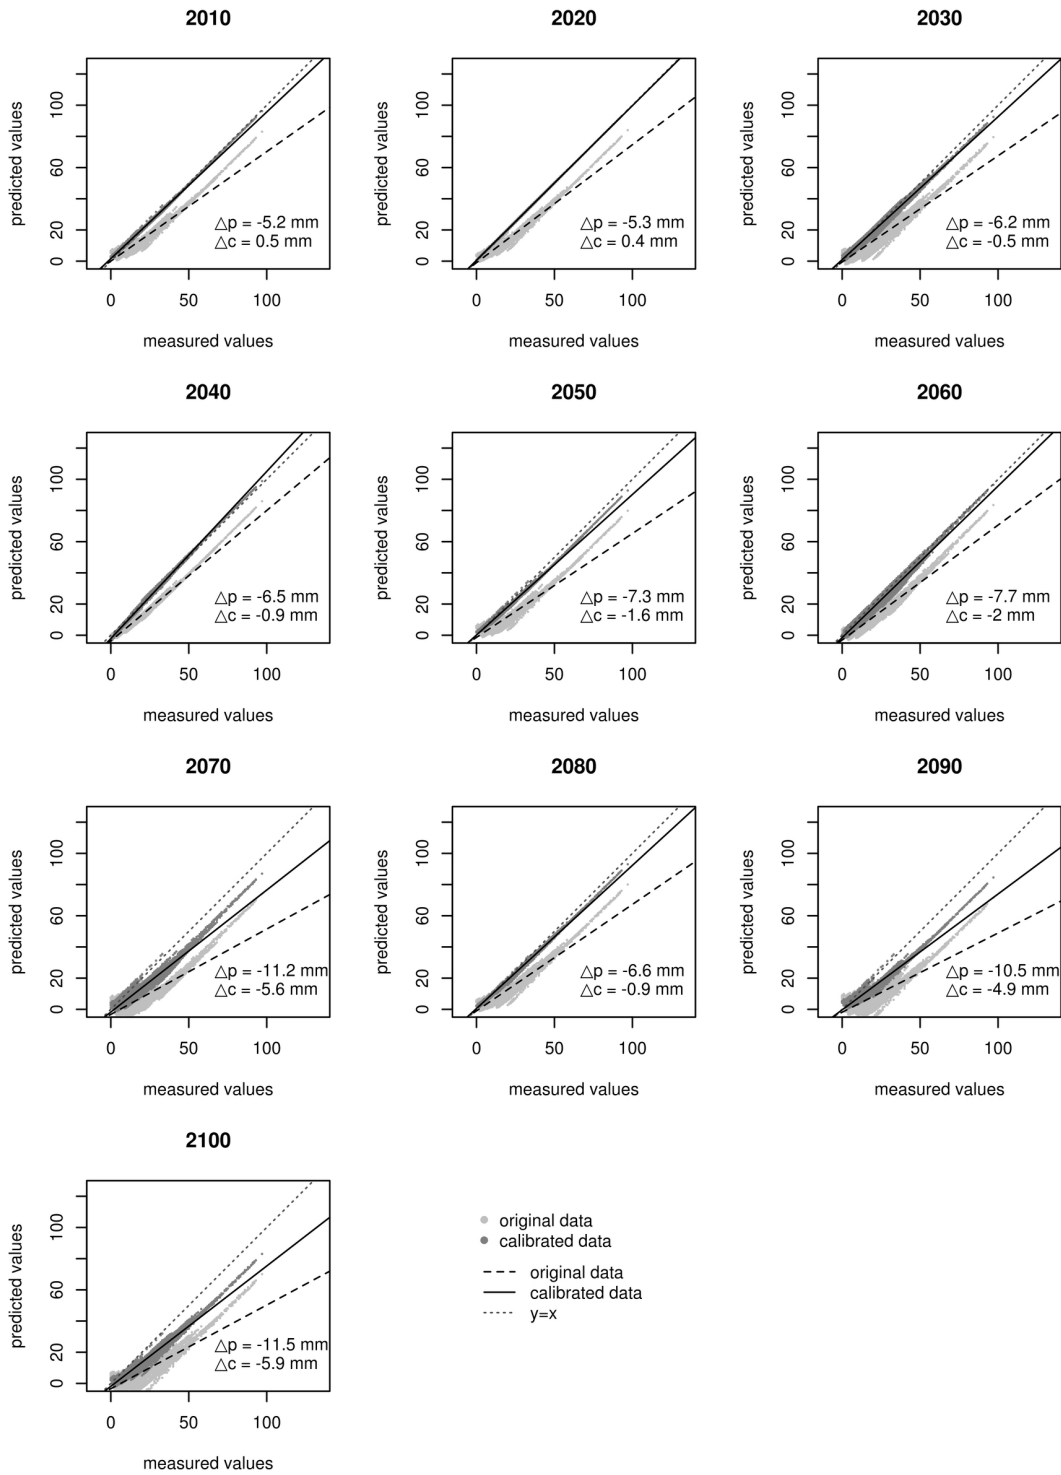 2010
2020
2030
predicted values
0 20 60 100
△p = -5.2 mm
△c = 0.5 mm
0 50 100
measured values
predicted values
0 20 60 100
△p = -5.3 mm
△c = 0.4 mm
0 50 100
measured values
predicted values
0 20 60 100
△p = -6.2 mm
△c = -0.5 mm
0 50 100
measured values
2040
2050
2060
predicted values
0 20 60 100
△p = -6.5 mm
△c = -0.9 mm
0 50 100
measured values
predicted values
0 20 60 100
△p = -7.3 mm
△c = -1.6 mm
0 50 100
measured values
predicted values
0 20 60 100
△p = -7.7 mm
△c = -2 mm
0 50 100
measured values
2070
2080
2090
predicted values
0 20 60 100
△p = -11.2 mm
△c = -5.6 mm
0 50 100
measured values
predicted values
0 20 60 100
△p = -6.6 mm
△c = -0.9 mm
0 50 100
measured values
predicted values
0 20 60 100
△p = -10.5 mm
△c = -4.9 mm
0 50 100
measured values
2100
predicted values
0 20 60 100
△p = -11.5 mm
△c = -5.9 mm
0 50 100
measured values
original data
calibrated data
original data
calibrated data
y=x